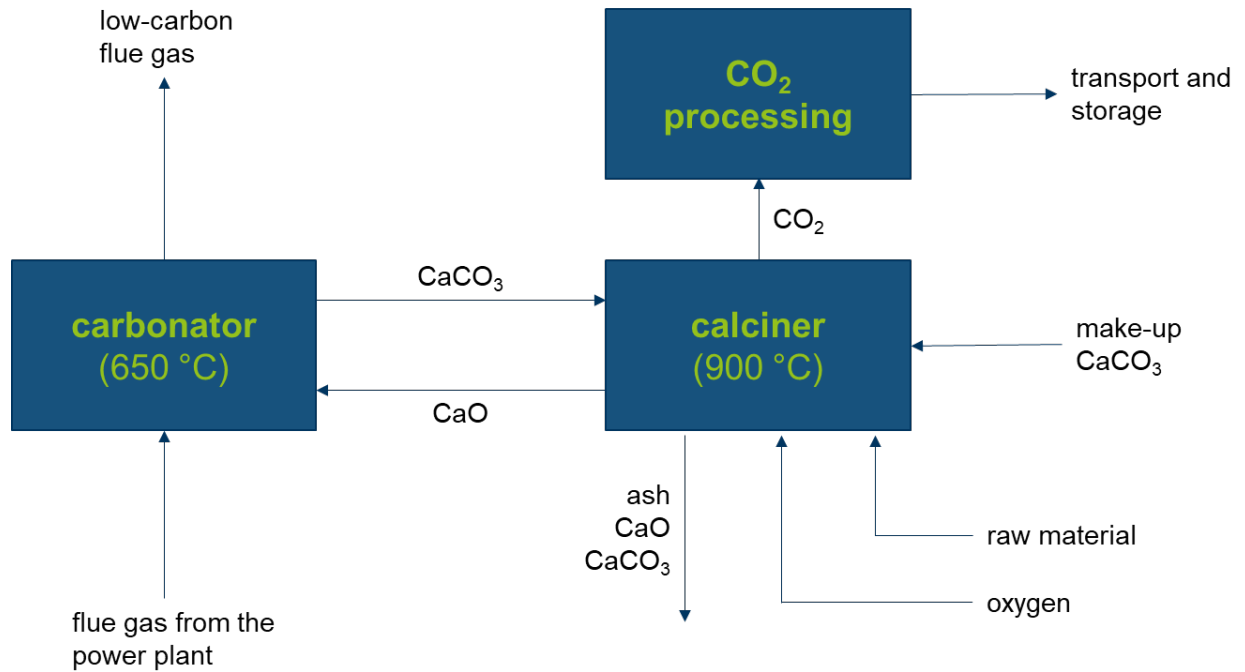 low-carbon
flue gas
CO₂
processing
transport and
storage
CO₂
CaCO₃
carbonator
(650 °C)
calciner
(900 °C)
make-up
CaCO₃
CaO
ash
CaO
CaCO₃
raw material
oxygen
flue gas from the
power plant